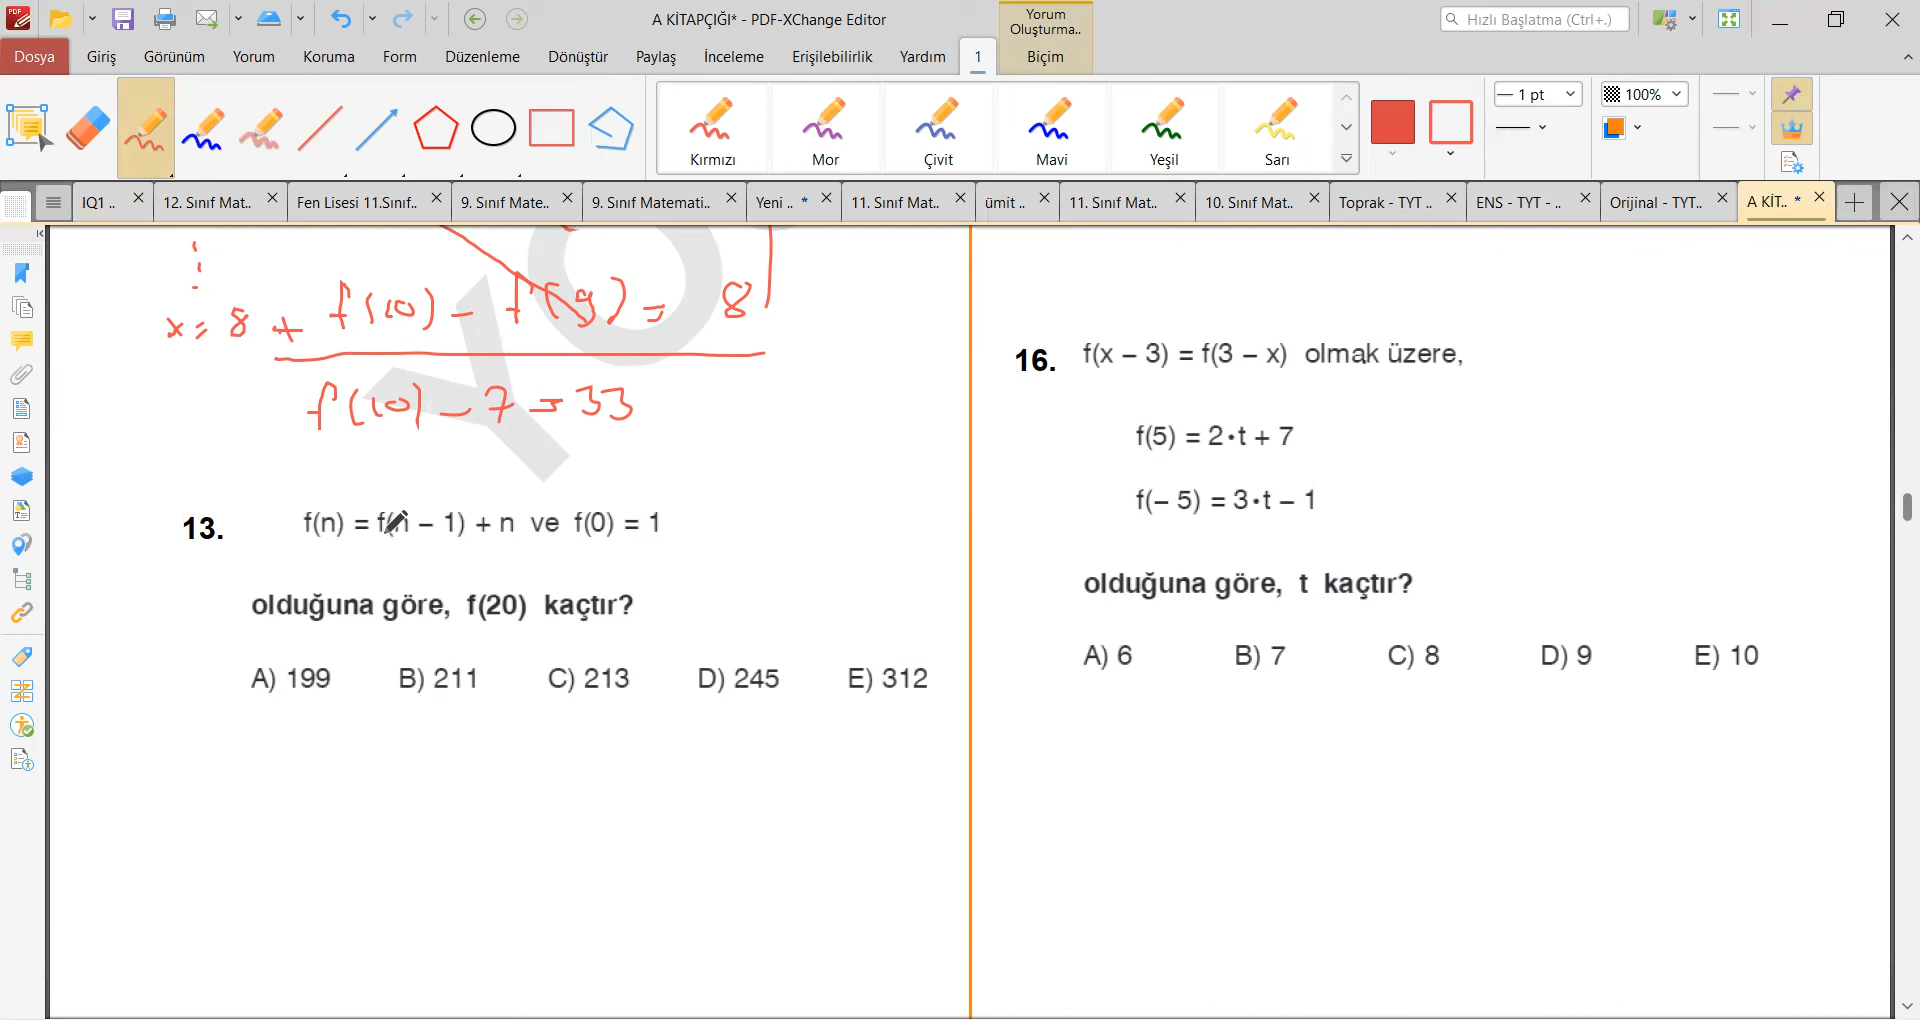 A KİTAPÇIĞI* - PDF-XChange Editor
Yorum Oluşturma..
Hızlı Başlatma (Ctrl+.)
Dosya Giriş Görünüm Yorum Koruma Form Düzenleme Dönüştür Paylaş İnceleme Erişilebilirlik Yardım 1 Biçim
1 pt 100%
Kırmızı Mor Çivit Mavi Yeşil Sarı
IQ1 .. 12. Sınıf Mat.. Fen Lisesi 11.Sınıf.. 9. Sınıf Mate.. 9. Sınıf Matemati.. Yeni .. * 11. Sınıf Mat.. ümit .. 11. Sınıf Mat.. 10. Sınıf Mat.. Toprak - TYT .. ENS - TYT - .. Orijinal - TYT.. A KİT.. *
x = 8 + f(10) - f(9) = 8
f(10) - 7 = 33
13. f(n) = f(n – 1) + n ve f(0) = 1
olduğuna göre, f(20) kaçtır?
A) 199 B) 211 C) 213 D) 245 E) 312
16. f(x – 3) = f(3 – x) olmak üzere,
f(5) = 2·t + 7
f(– 5) = 3·t – 1
olduğuna göre, t kaçtır?
A) 6 B) 7 C) 8 D) 9 E) 10